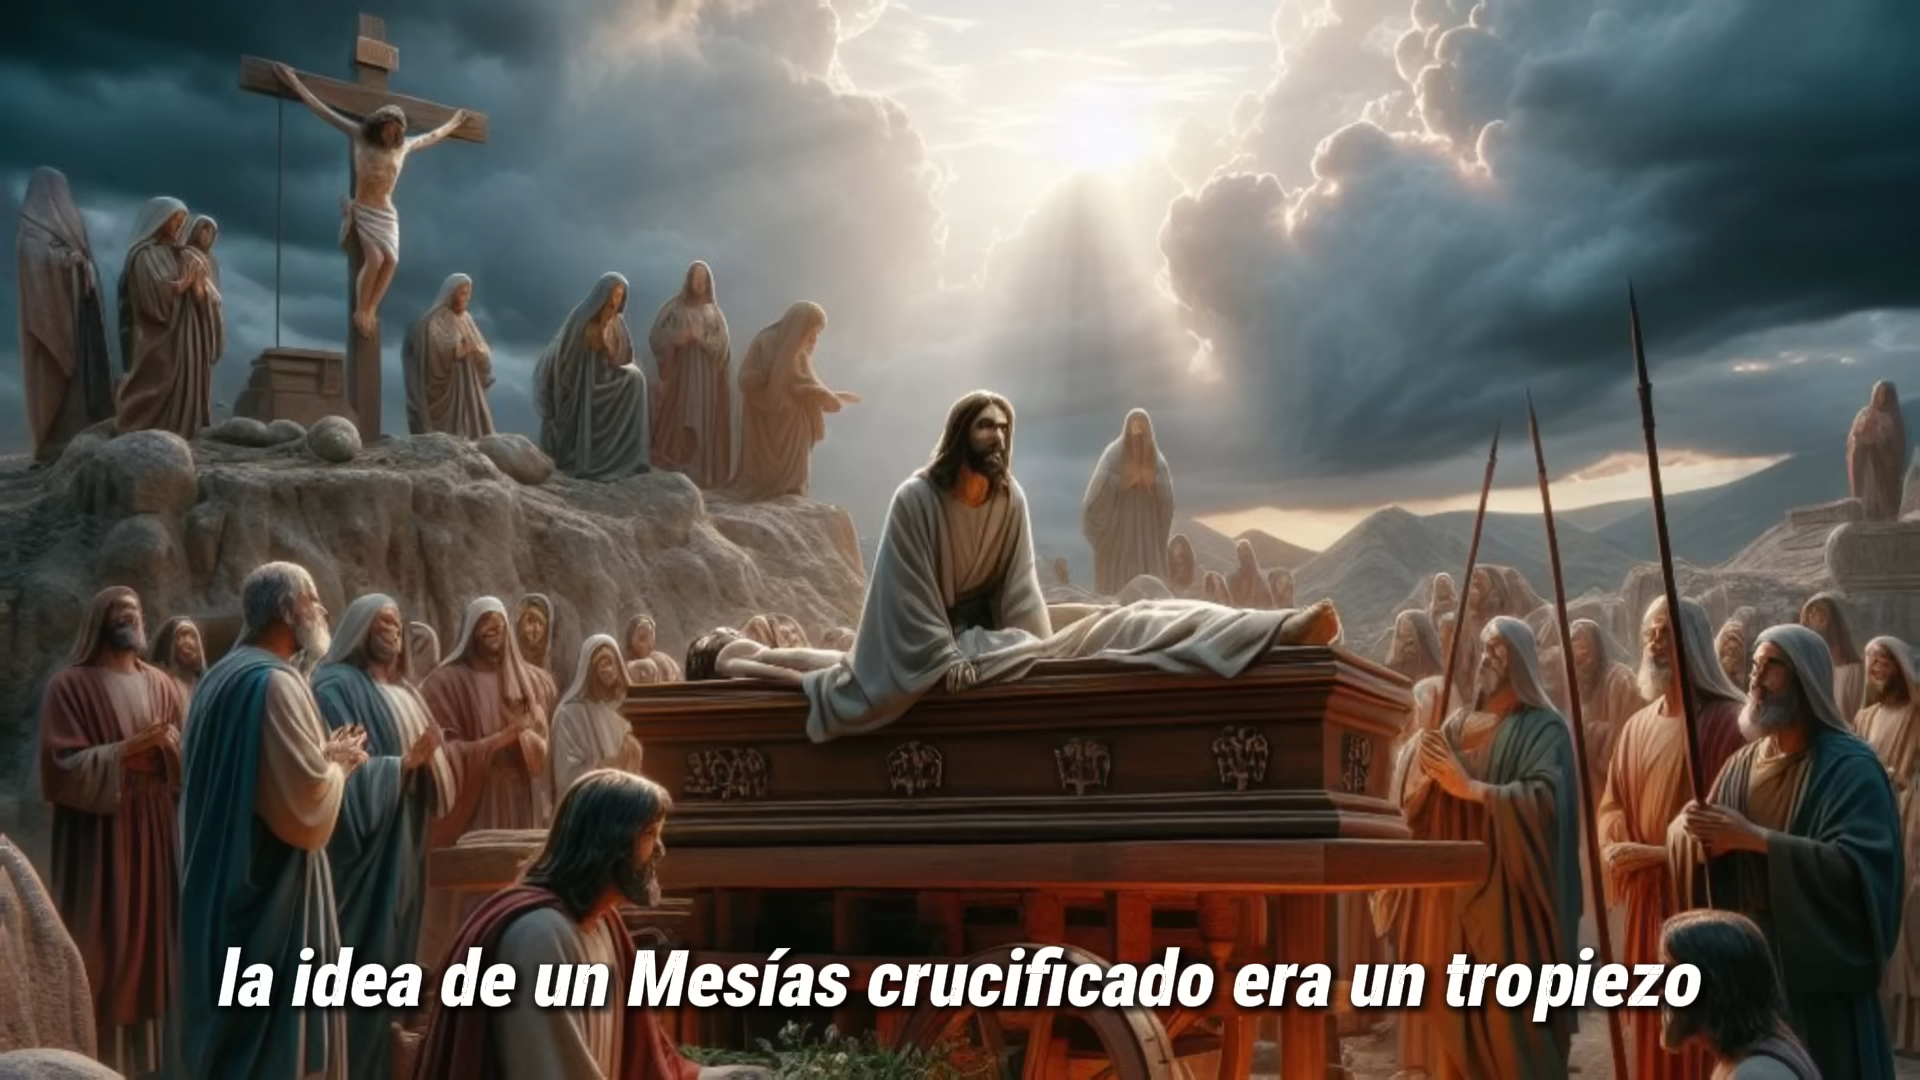 la idea de un Mesías crucificado era un tropiezo